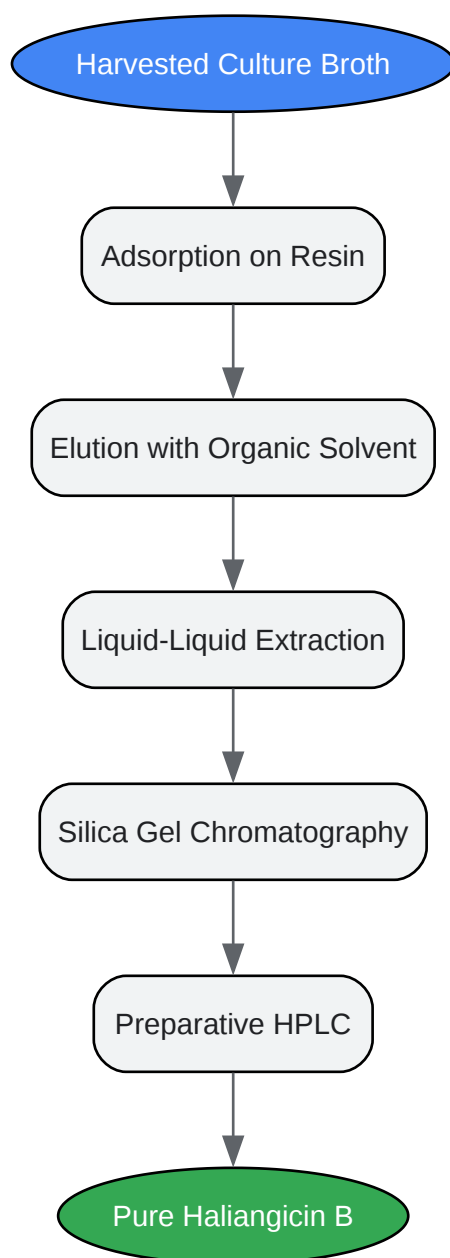 Harvested Culture Broth
Adsorption on Resin
Elution with Organic Solvent
Liquid-Liquid Extraction
Silica Gel Chromatography
Preparative HPLC
Pure Haliangicin B